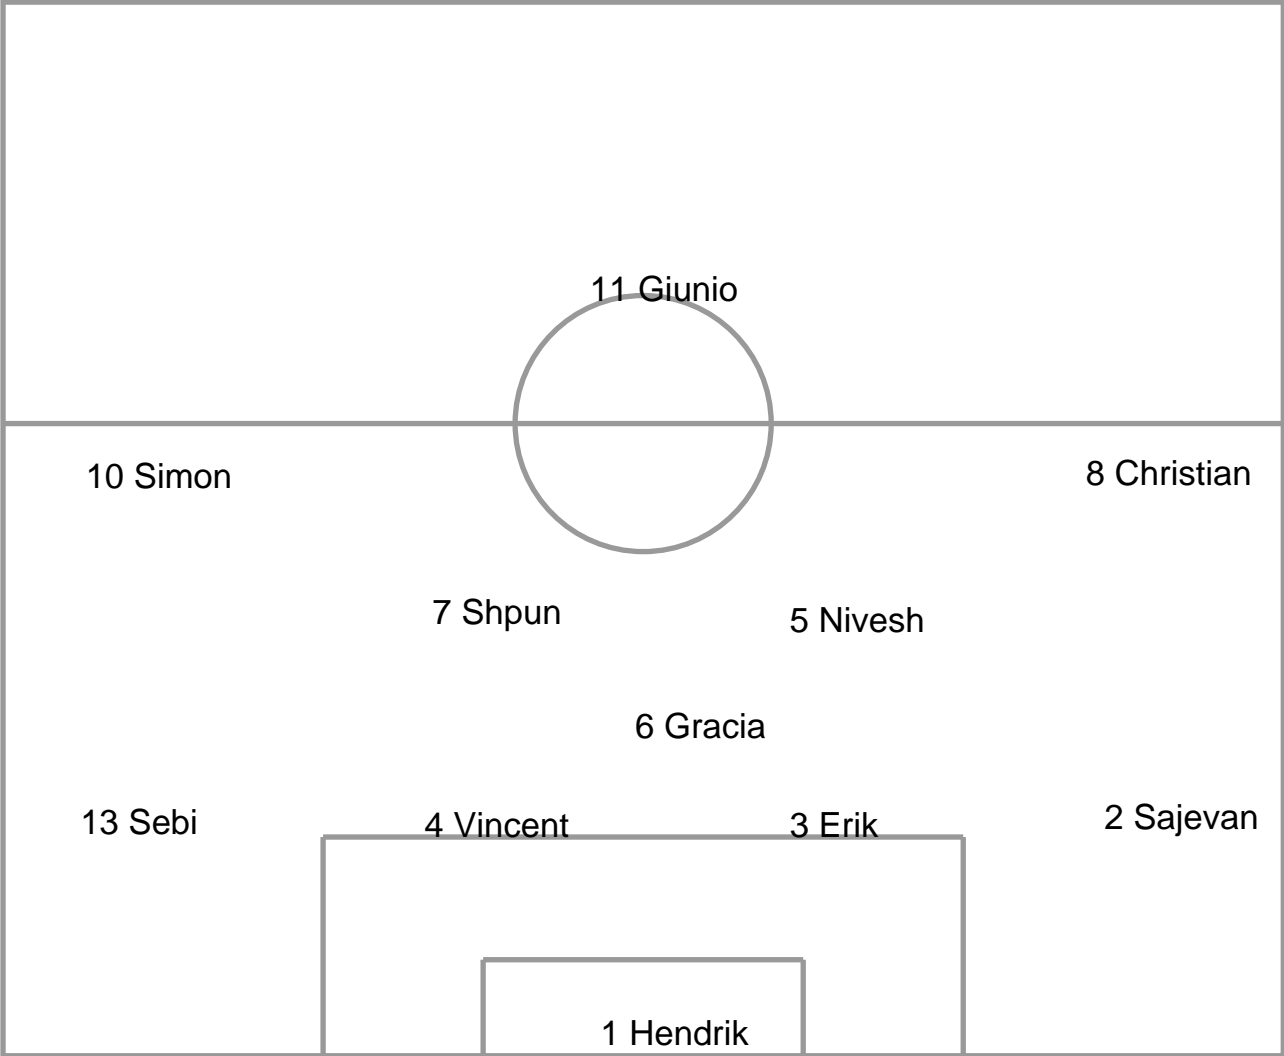 11 Giunio
10 Simon
8 Christian
7 Shpun
5 Nivesh
6 Gracia
13 Sebi
4 Vincent
3 Erik
2 Sajevan
1 Hendrik